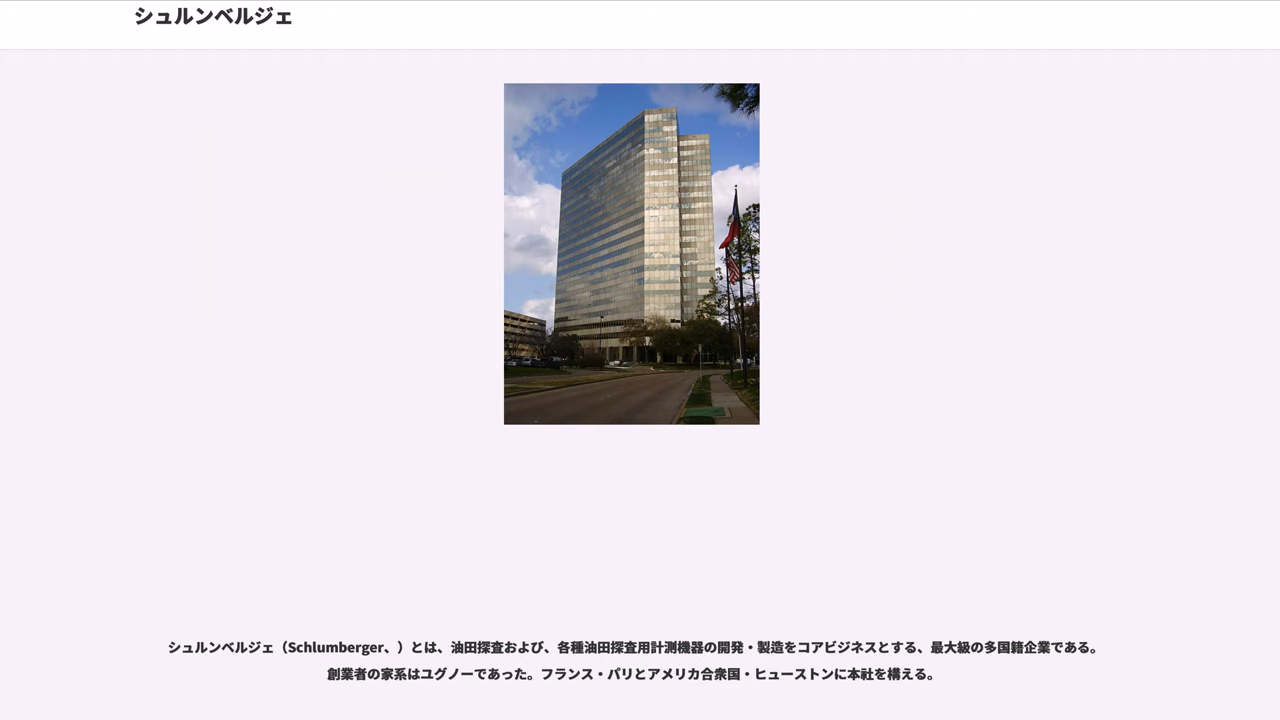 シュルンベルジェ
シュルンベルジェ（Schlumberger、）とは、油田探査および、各種油田探査用計測機器の開発・製造をコアビジネスとする、最大級の多国籍企業である。
創業者の家系はユグノーであった。フランス・パリとアメリカ合衆国・ヒューストンに本社を構える。